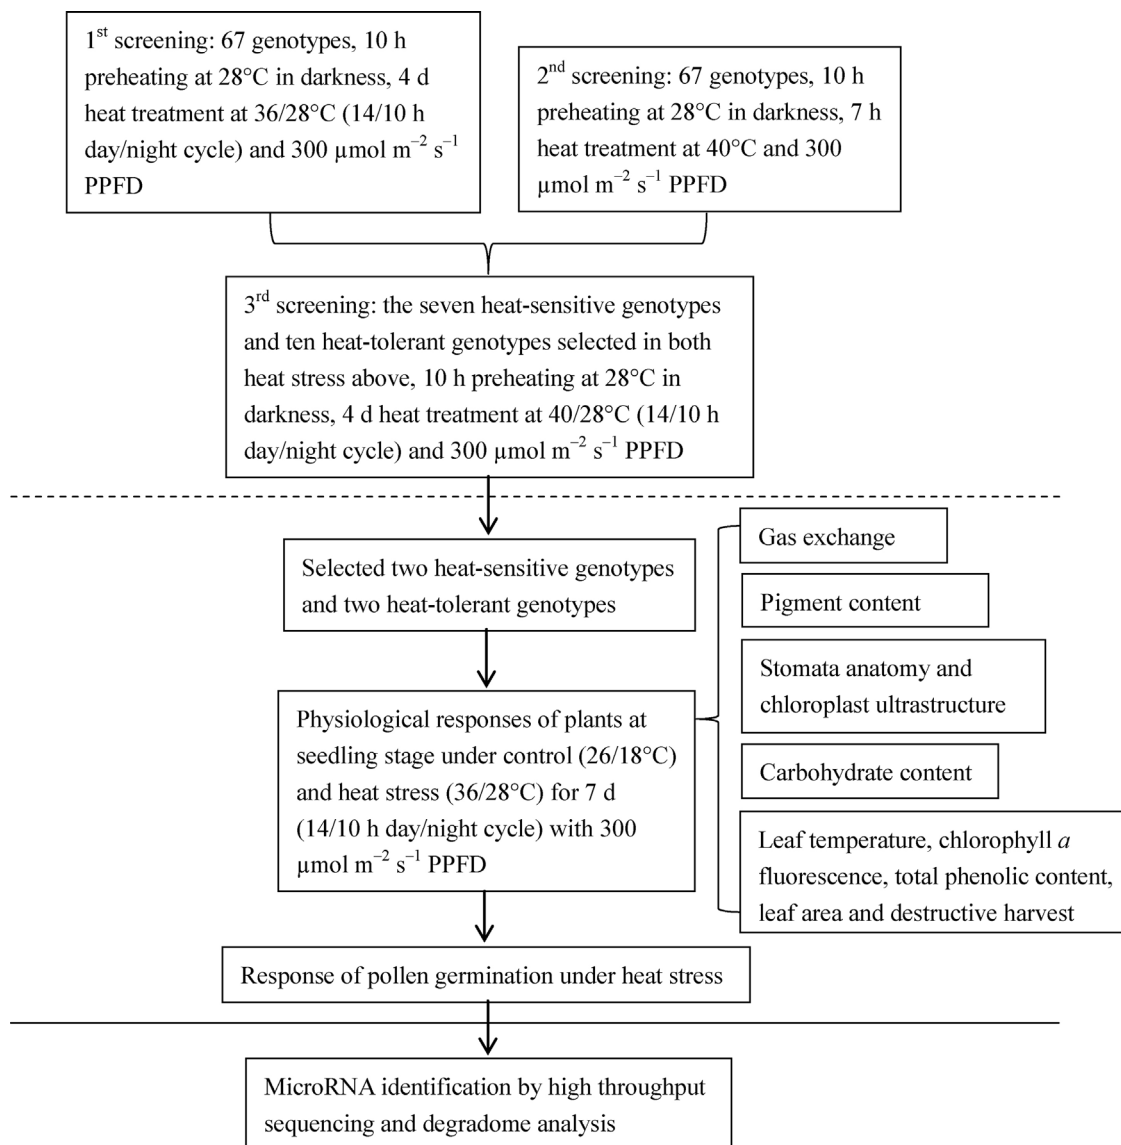 1st screening: 67 genotypes, 10 h
preheating at 28°C in darkness, 4 d
heat treatment at 36/28°C (14/10 h
day/night cycle) and 300 µmol m–2 s–1
PPFD
2nd screening: 67 genotypes, 10 h
preheating at 28°C in darkness, 7 h
heat treatment at 40°C and 300
µmol m–2 s–1 PPFD
3rd screening: the seven heat-sensitive genotypes
and ten heat-tolerant genotypes selected in both
heat stress above, 10 h preheating at 28°C in
darkness, 4 d heat treatment at 40/28°C (14/10 h
day/night cycle) and 300 µmol m–2 s–1 PPFD
Selected two heat-sensitive genotypes
and two heat-tolerant genotypes
Physiological responses of plants at
seedling stage under control (26/18°C)
and heat stress (36/28°C) for 7 d
(14/10 h day/night cycle) with 300
µmol m–2 s–1 PPFD
Gas exchange
Pigment content
Stomata anatomy and
chloroplast ultrastructure
Carbohydrate content
Leaf temperature, chlorophyll a
fluorescence, total phenolic content,
leaf area and destructive harvest
Response of pollen germination under heat stress
MicroRNA identification by high throughput
sequencing and degradome analysis